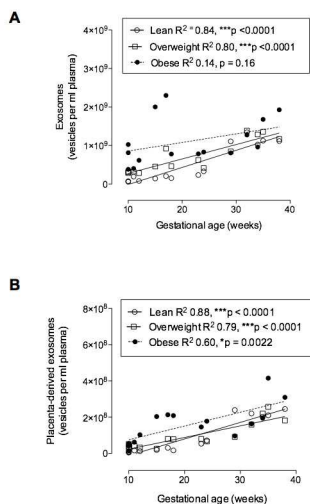 A
Lean R² = 0.84, ***p <0.0001
Overweight R² 0.80, ***p <0.0001
Obese R² 0.14, p = 0.16
Exosomes
(vesicles per ml plasma)
6×10⁹
4×10⁹
2×10⁹
0
10 20 30 40
Gestational age (weeks)
B
Lean R² 0.88, ***p < 0.0001
Overweight R² 0.79, ***p < 0.0001
Obese R² 0.60, *p = 0.0022
Placenta-derived exosomes
(vesicles per ml plasma)
8×10⁸
6×10⁸
4×10⁸
2×10⁸
0
10 20 30 40
Gestational age (weeks)